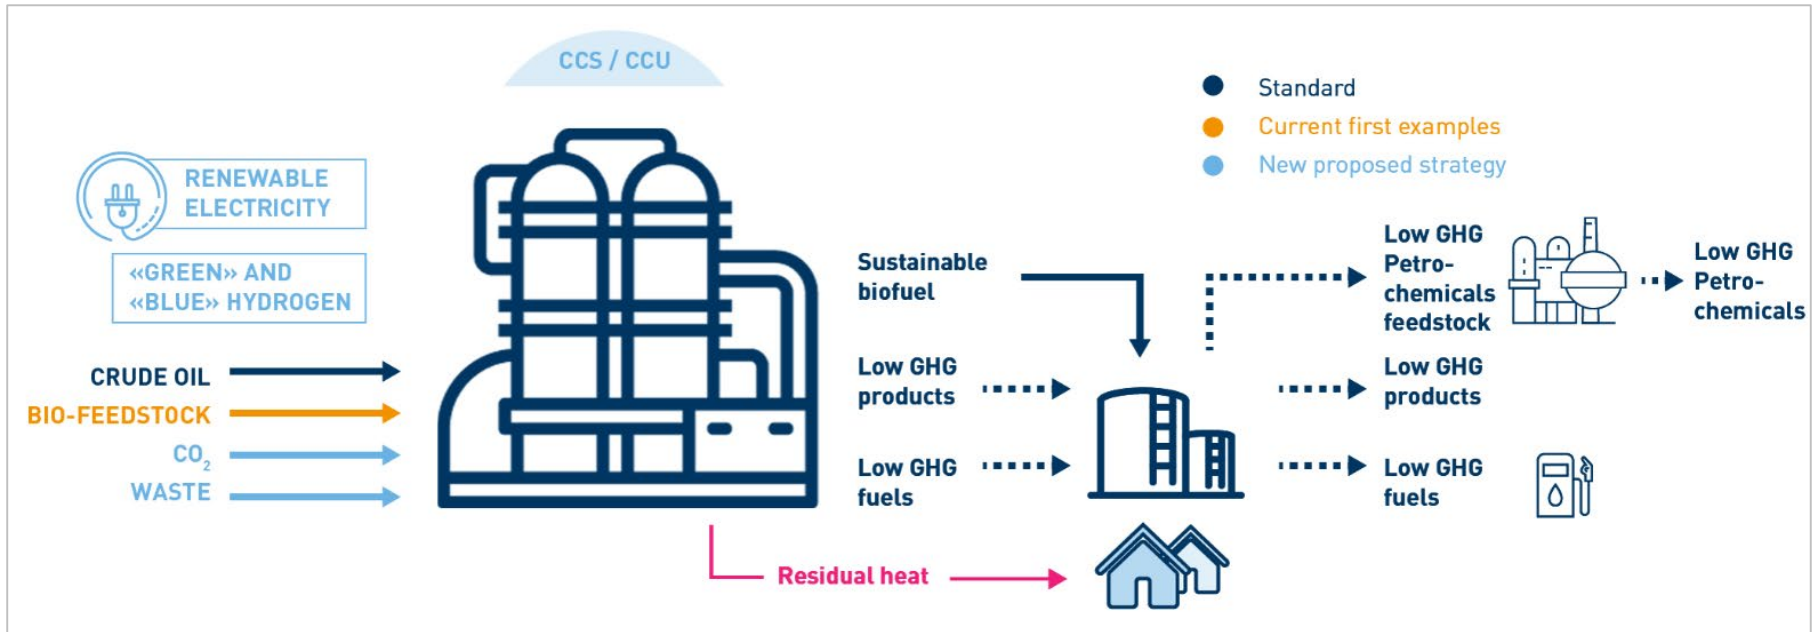 CCS / CCU
Standard
Current first examples
New proposed strategy
RENEWABLE
ELECTRICITY
«GREEN» AND
«BLUE» HYDROGEN
CRUDE OIL
BIO-FEEDSTOCK
CO₂
WASTE
Sustainable
biofuel
Low GHG
products
Low GHG
fuels
Residual heat
Low GHG
Petro-
chemicals
feedstock
Low GHG
Petro-
chemicals
Low GHG
products
Low GHG
fuels